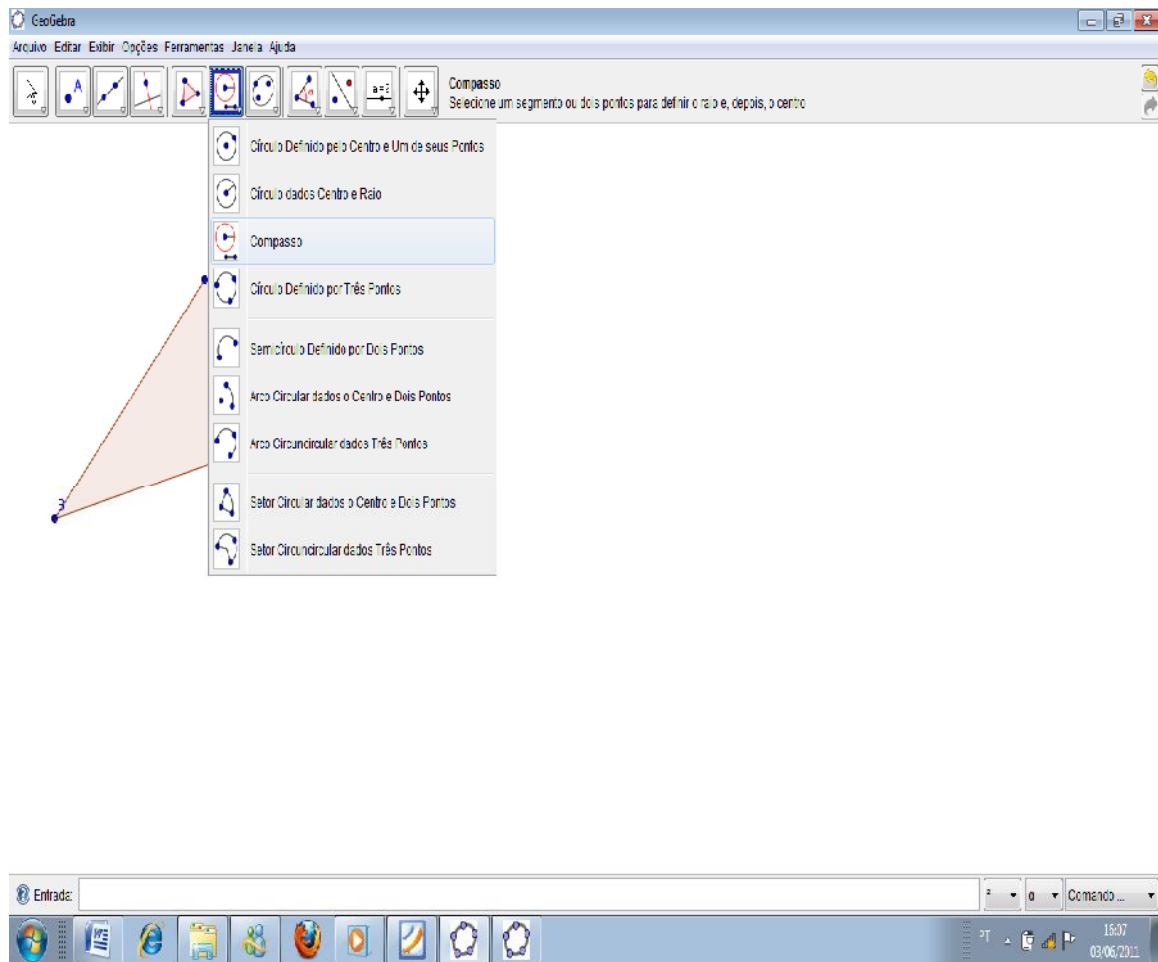 GeoGebra
Arquivo Editar Exibir Opções Ferramentas Janela Ajuda
A
a=2
Compasso
Selecione um segmento ou dois pontos para definir o raio e, depois, o centro
Círculo Definido pelo Centro e Um de seus Pontos
Círculo dados Centro e Raio
Compasso
Círculo Definido por Três Pontos
Semicírculo Definido por Dois Pontos
Arco Circular dados o Centro e Dois Pontos
Arco Circuncircular dados Três Pontos
Setor Circular dados o Centro e Dois Pontos
Setor Circuncircular dados Três Pontos
B
Entrada:
² α Comando ...
PT
16:07
03/06/2011